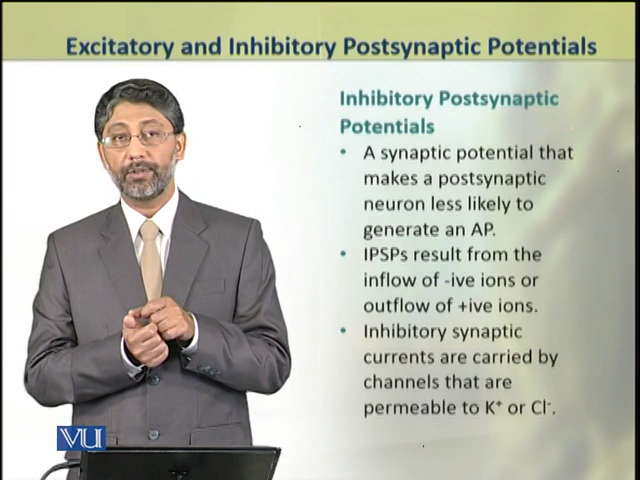 Excitatory and Inhibitory Postsynaptic Potentials
Inhibitory Postsynaptic
Potentials
• A synaptic potential that
makes a postsynaptic
neuron less likely to
generate an AP.
• IPSPs result from the
inflow of -ive ions or
outflow of +ive ions.
• Inhibitory synaptic
currents are carried by
channels that are
permeable to K⁺ or Cl⁻.
VU